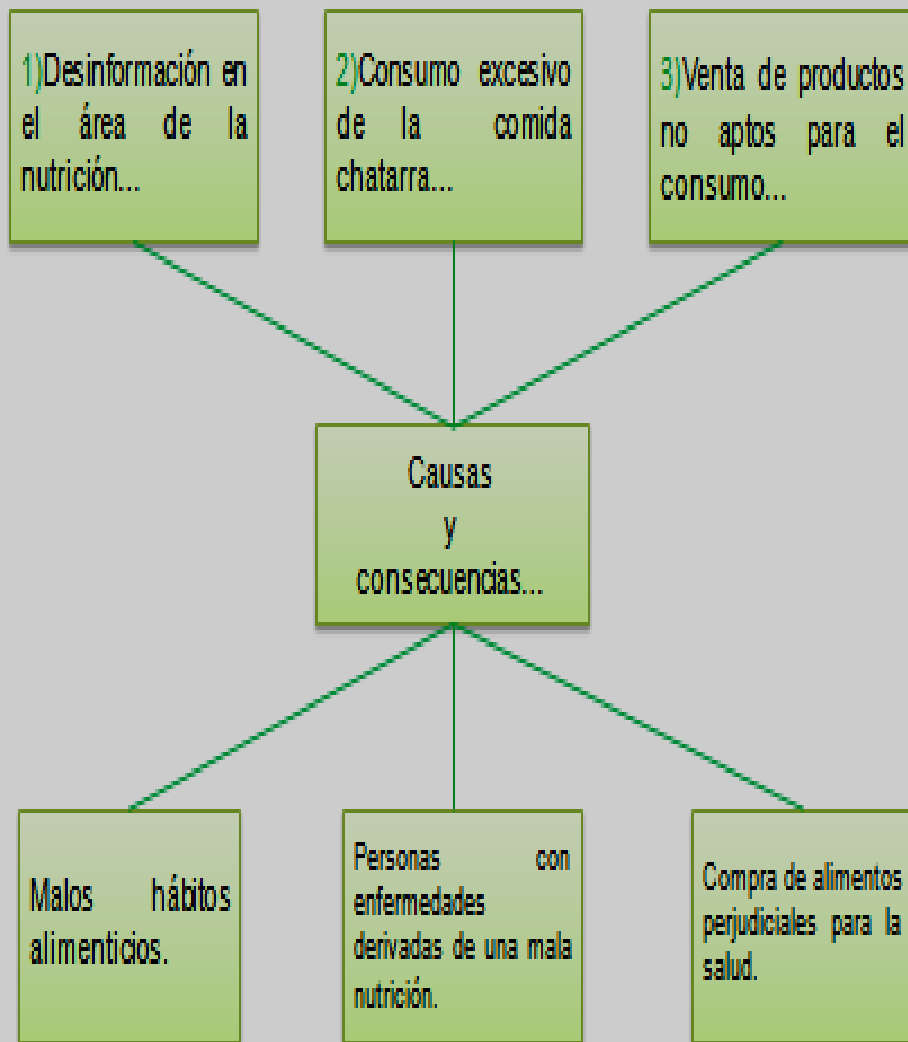 1)Desinformación en
el área de la
nutrición...
2)Consumo excesivo
de la comida
chatarra...
3)Venta de productos
no aptos para el
consumo...
Causas
y
consecuencias...
Malos hábitos
alimenticios.
Personas con
enfermedades
derivadas de una mala
nutrición.
Compra de alimentos
perjudiciales para la
salud.